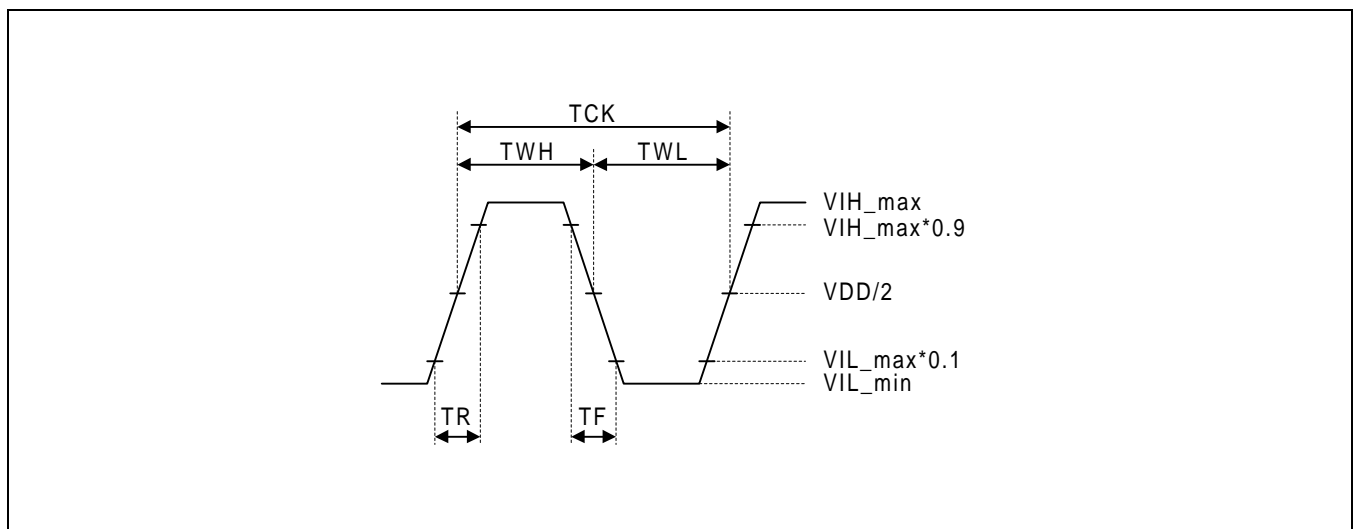 TCK
TWH
TWL
VIH_max
VIH_max*0.9
VDD/2
VIL_max*0.1
VIL_min
TR
TF